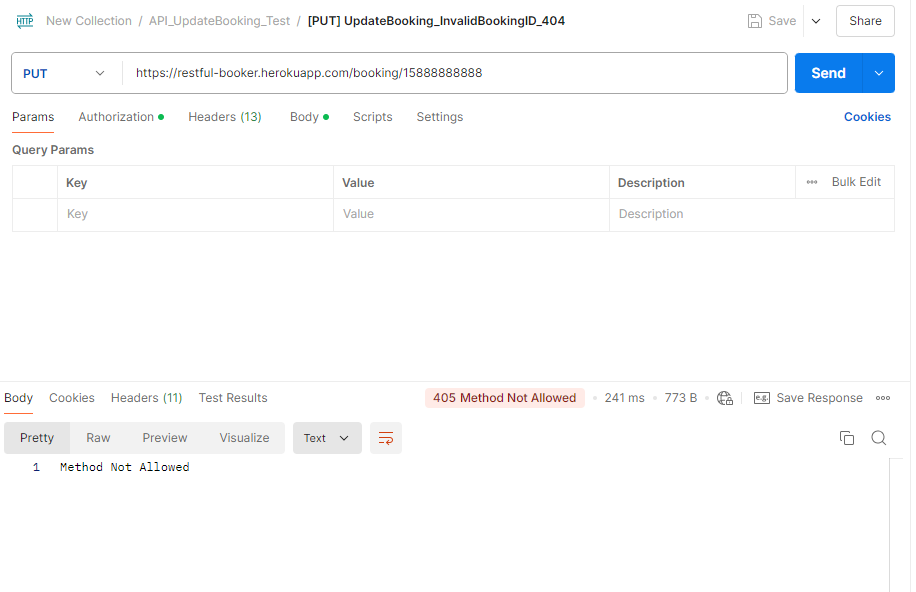 HTTP New Collection / API_UpdateBooking_Test / [PUT] UpdateBooking_InvalidBookingID_404 Save Share
PUT https://restful-booker.herokuapp.com/booking/15888888888 Send
Params Authorization Headers (13) Body Scripts Settings Cookies
Query Params
Key Value Description Bulk Edit
Key Value Description
Body Cookies Headers (11) Test Results 405 Method Not Allowed 241 ms 773 B e.g. Save Response
Pretty Raw Preview Visualize Text
1 Method Not Allowed